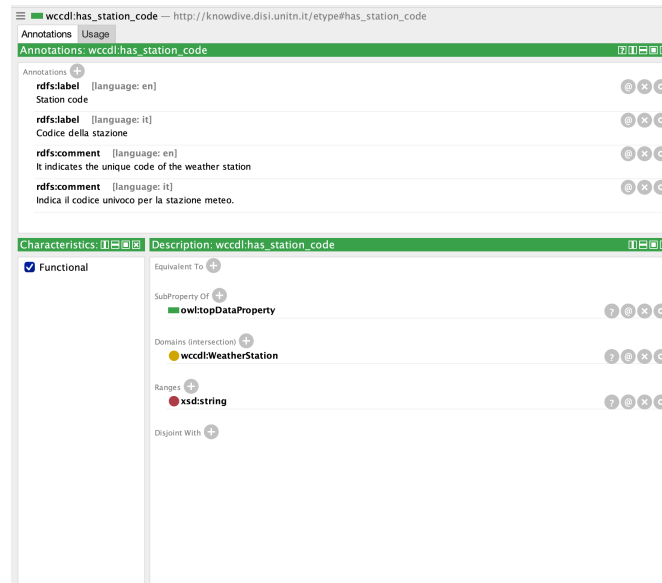 wccdl:has_station_code — http://knowdive.disi.unitn.it/etype#has_station_code
Annotations Usage
Annotations: wccdl:has_station_code
Annotations
rdfs:label [language: en]
Station code
rdfs:label [language: it]
Codice della stazione
rdfs:comment [language: en]
It indicates the unique code of the weather station
rdfs:comment [language: it]
Indica il codice univoco per la stazione meteo.
Characteristics:
Functional
Description: wccdl:has_station_code
Equivalent To
SubProperty Of
owl:topDataProperty
Domains (intersection)
wccdl:WeatherStation
Ranges
xsd:string
Disjoint With